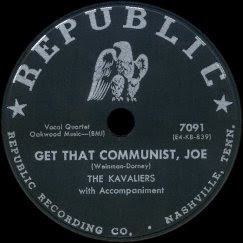 REPUBLIC
Vocal Quartet
Oakwood Music—(BMI)
7091
(E4-KB-839)
GET THAT COMMUNIST, JOE
(Weinman-Dorney)
THE KAVALIERS
with Accompaniment
REPUBLIC RECORDING CO. • NASHVILLE, TENN.